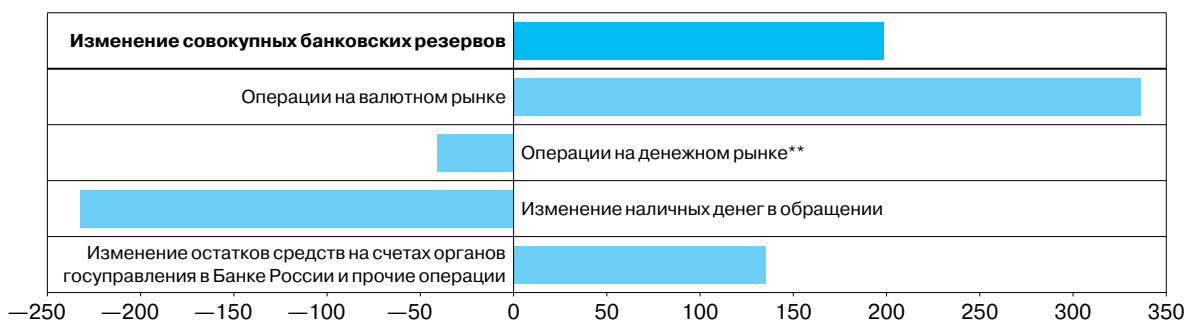 Изменение совокупных банковских резервов
Операции на валютном рынке
Операции на денежном рынке**
Изменение наличных денег в обращении
Изменение остатков средств на счетах органов
госуправления в Банке России и прочие операции
—250 —200 —150 —100 —50 0 50 100 150 200 250 300 350